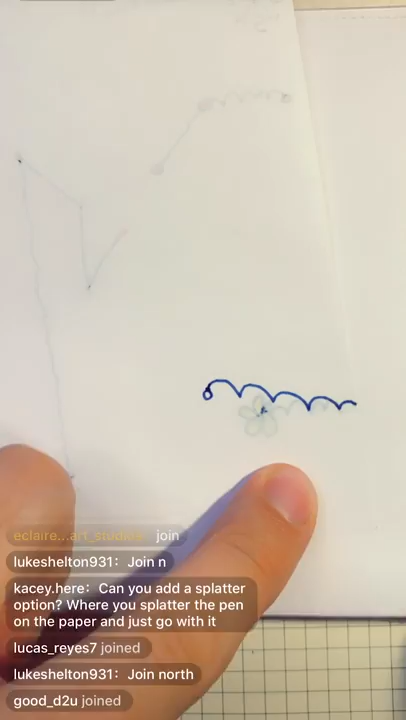 eclaire...art_studios: join
lukeshelton931: Join n
kacey.here: Can you add a splatter
option? Where you splatter the pen
on the paper and just go with it
lucas_reyes7 joined
lukeshelton931: Join north
good_d2u joined